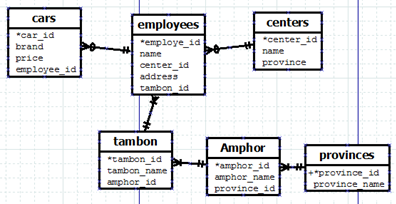 cars
*car_id
brand
price
employee_id
employees
*employe_id
name
center_id
address
tambon_id
centers
*center_id
name
province
tambon
*tambon_id
tambon_name
amphor_id
Amphor
*amphor_id
amphor_name
province_id
provinces
+*province_id
province_name